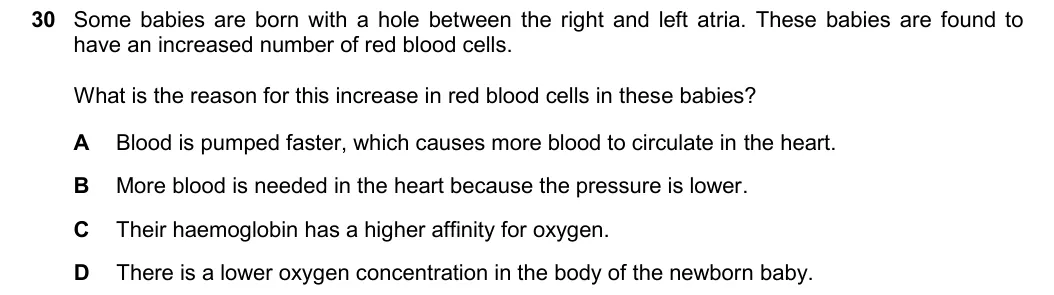 30 Some babies are born with a hole between the right and left atria. These babies are found to
have an increased number of red blood cells.
What is the reason for this increase in red blood cells in these babies?
A Blood is pumped faster, which causes more blood to circulate in the heart.
B More blood is needed in the heart because the pressure is lower.
C Their haemoglobin has a higher affinity for oxygen.
D There is a lower oxygen concentration in the body of the newborn baby.